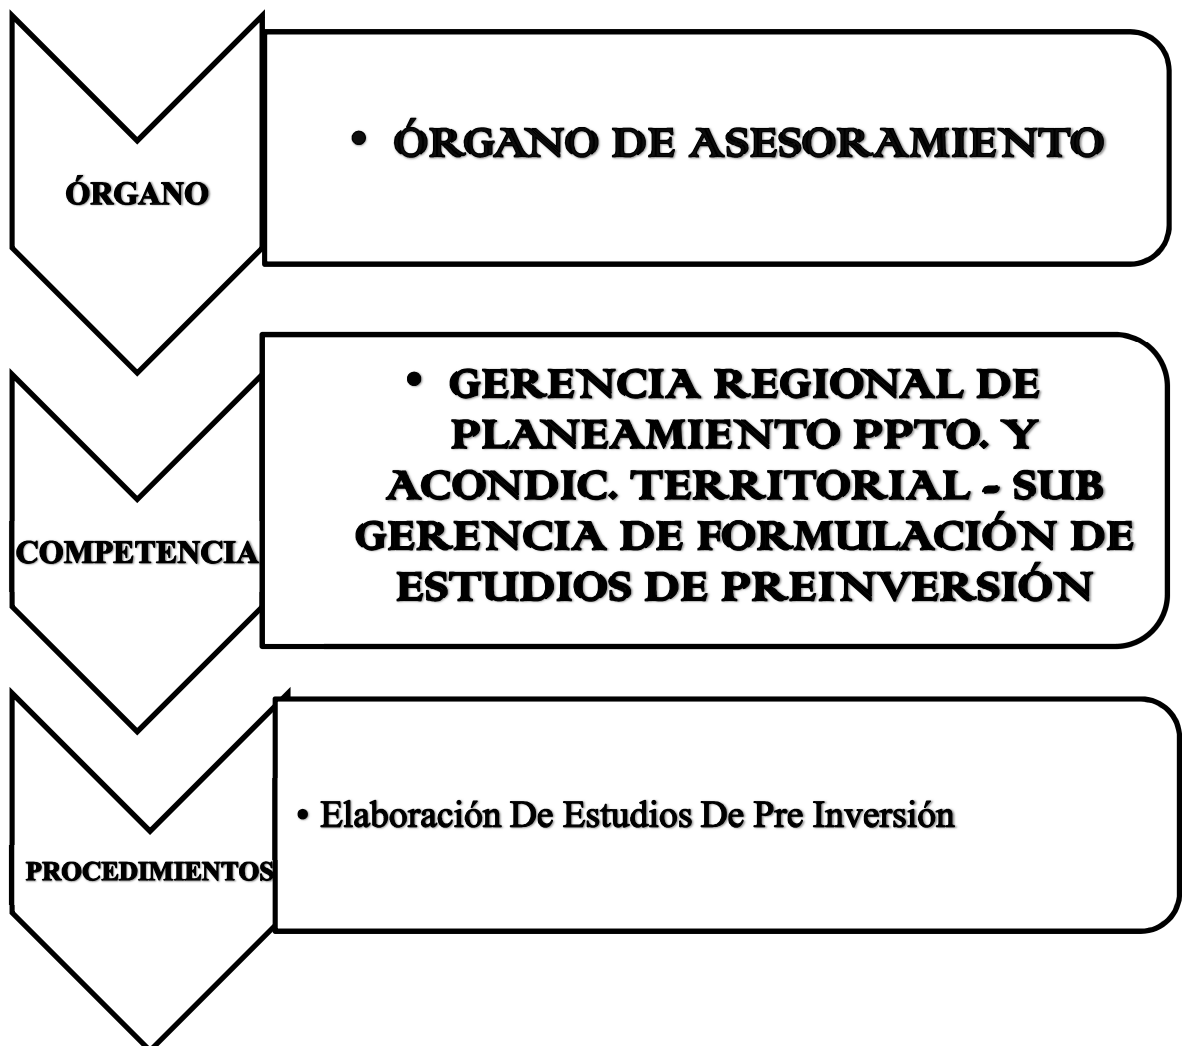 ÓRGANO
• ÓRGANO DE ASESORAMIENTO
COMPETENCIA
• GERENCIA REGIONAL DE
PLANEAMIENTO PPTO. Y
ACONDIC. TERRITORIAL - SUB
GERENCIA DE FORMULACIÓN DE
ESTUDIOS DE PREINVERSIÓN
PROCEDIMIENTOS
• Elaboración De Estudios De Pre Inversión